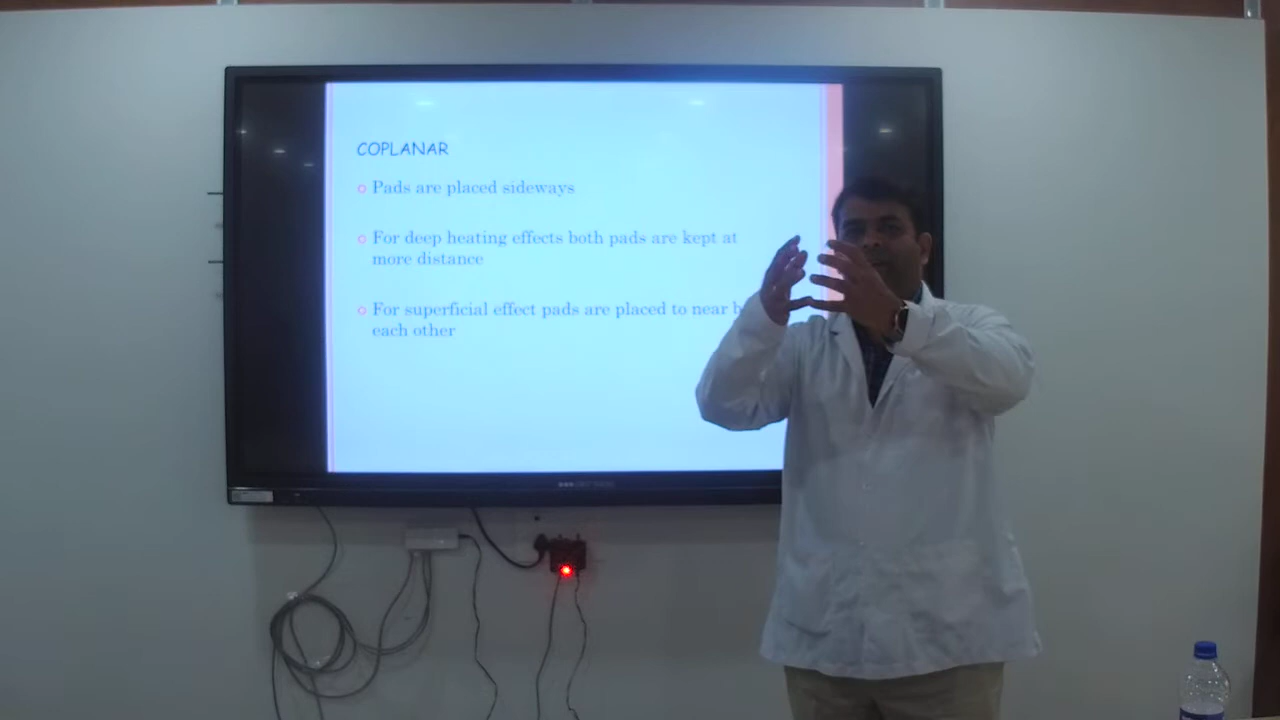 COPLANAR
Pads are placed sideways
For deep heating effects both pads are kept at
more distance
For superficial effect pads are placed to near
each other